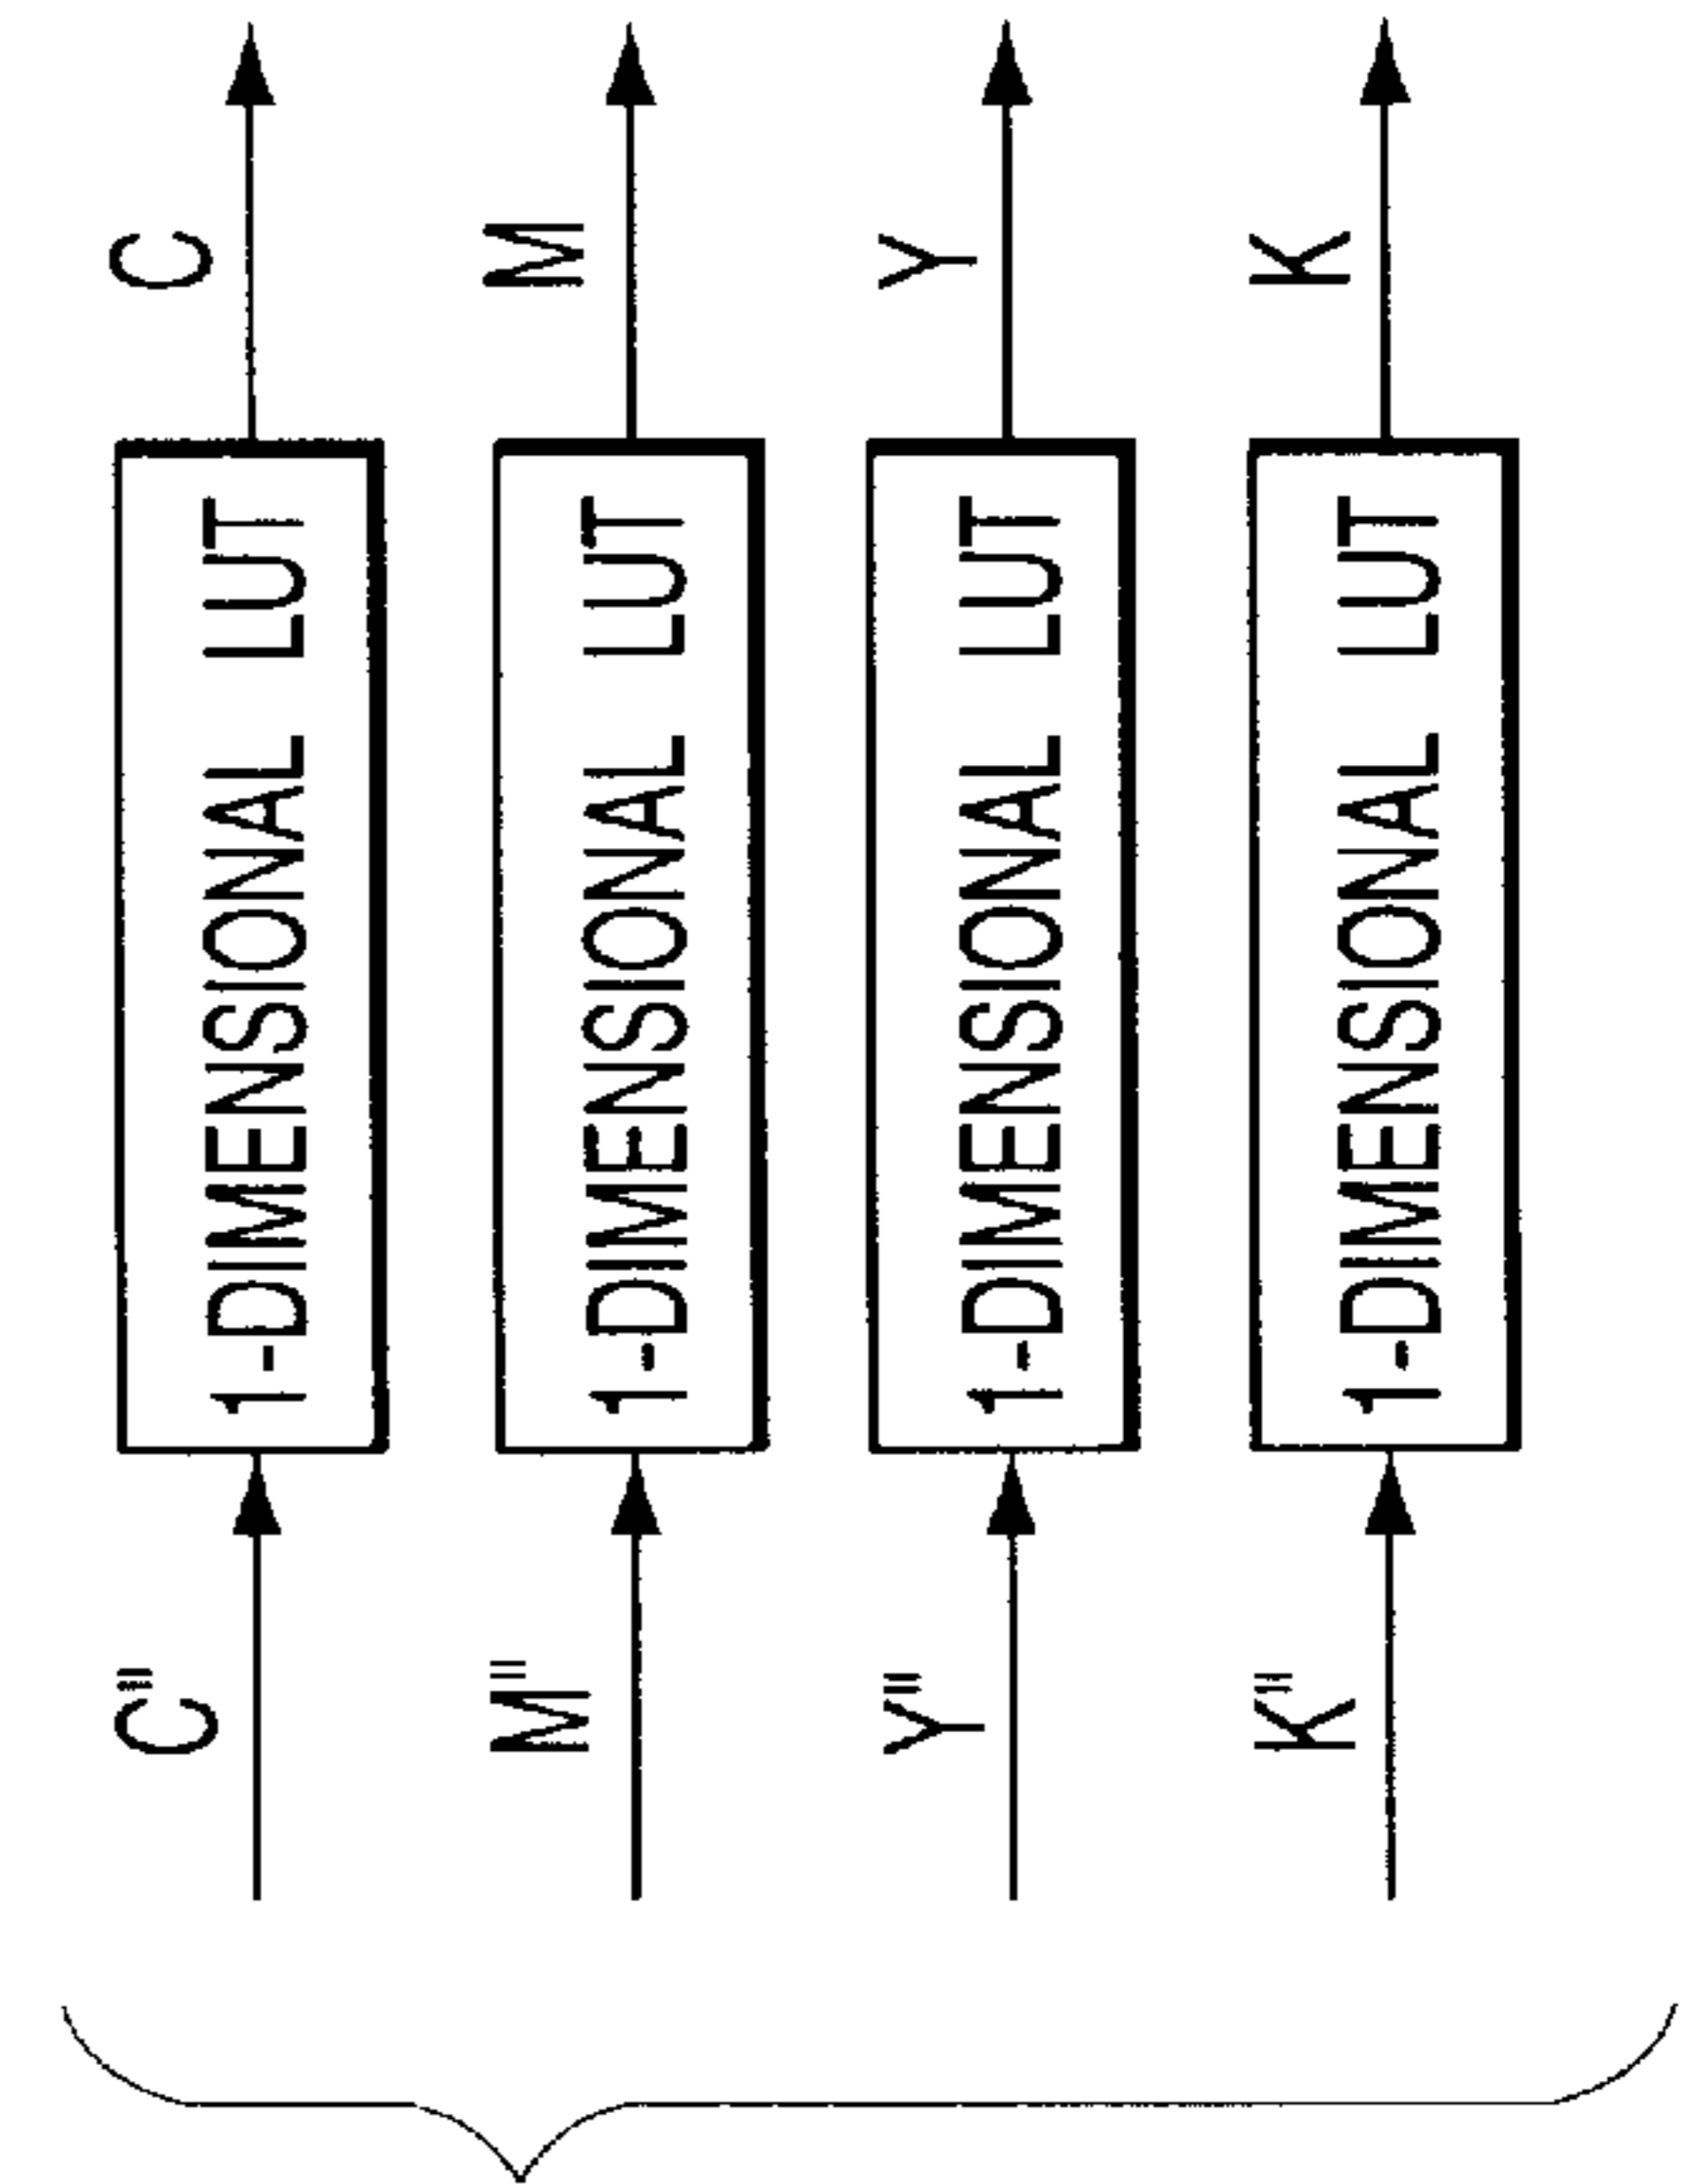 C" 1-DIMENSIONAL LUT C
M" 1-DIMENSIONAL LUT M
Y" 1-DIMENSIONAL LUT Y
K" 1-DIMENSIONAL LUT K